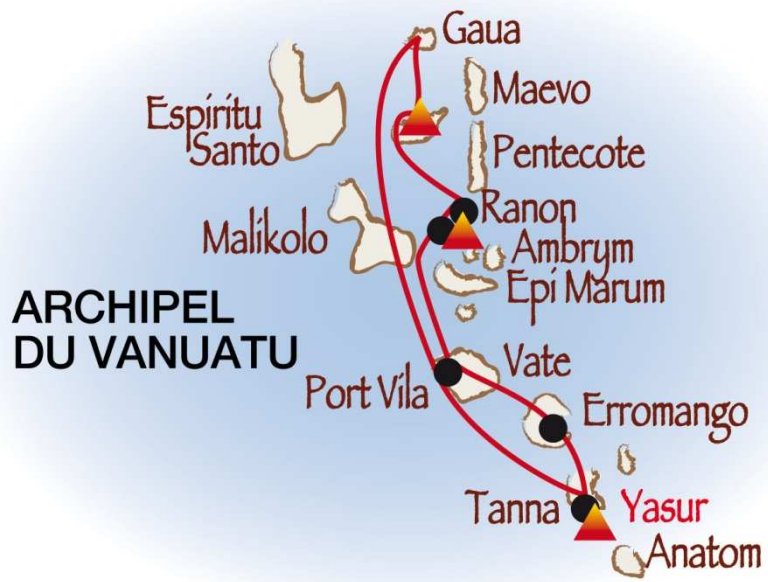 Gaua
Maevo
Espiritu
Santo
Pentecote
Ranon
Malikolo
Ambrym
Epi Marum
ARCHIPEL
DU VANUATU
Vate
Port Vila
Erromango
Tanna
Yasur
Anatom